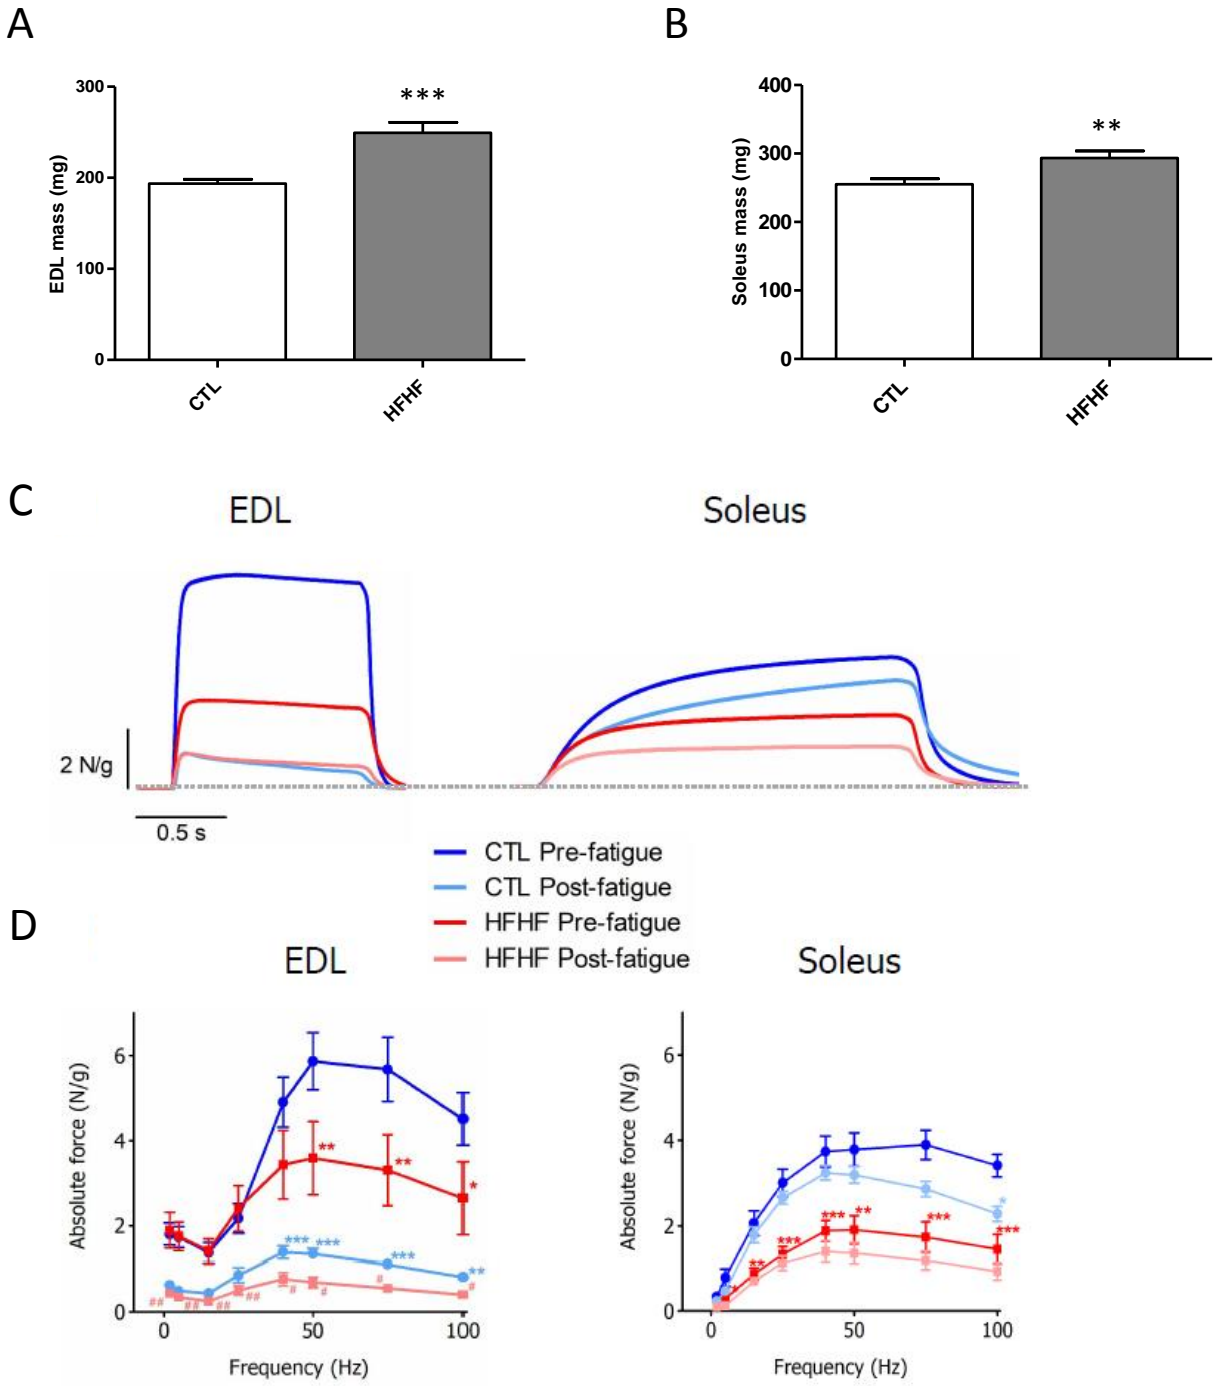 A
B
300
200
100
0
EDL mass (mg)
***
CTL
HFHF
400
300
200
100
0
Soleus mass (mg)
**
CTL
HFHF
C
EDL
Soleus
2 N/g
0.5 s
CTL Pre-fatigue
CTL Post-fatigue
HFHF Pre-fatigue
HFHF Post-fatigue
D
EDL
Soleus
6
4
2
0
Absolute force (N/g)
**
**
*
***
***
***
**
##
##
##
##
#
#
#
#
0
50
100
Frequency (Hz)
6
4
2
0
Absolute force (N/g)
*
**
***
***
**
***
***
*
0
50
100
Frequency (Hz)